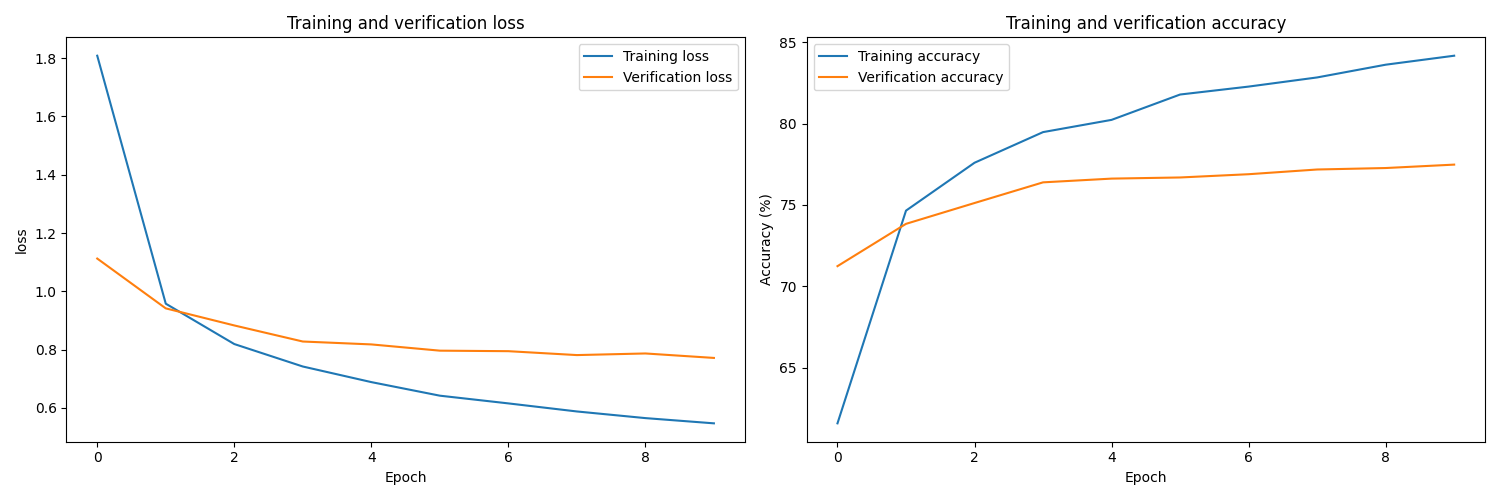 Training and verification loss
Training loss
Verification loss
1.8
1.6
1.4
1.2
1.0
0.8
0.6
loss
0 2 4 6 8
Epoch
Training and verification accuracy
Training accuracy
Verification accuracy
85
80
75
70
65
Accuracy (%)
0 2 4 6 8
Epoch